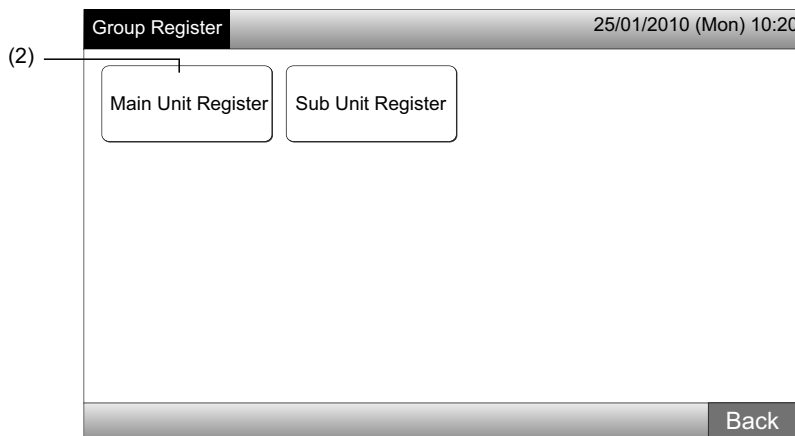 Group Register 25/01/2010 (Mon) 10:20
(2)
Main Unit Register Sub Unit Register
Back